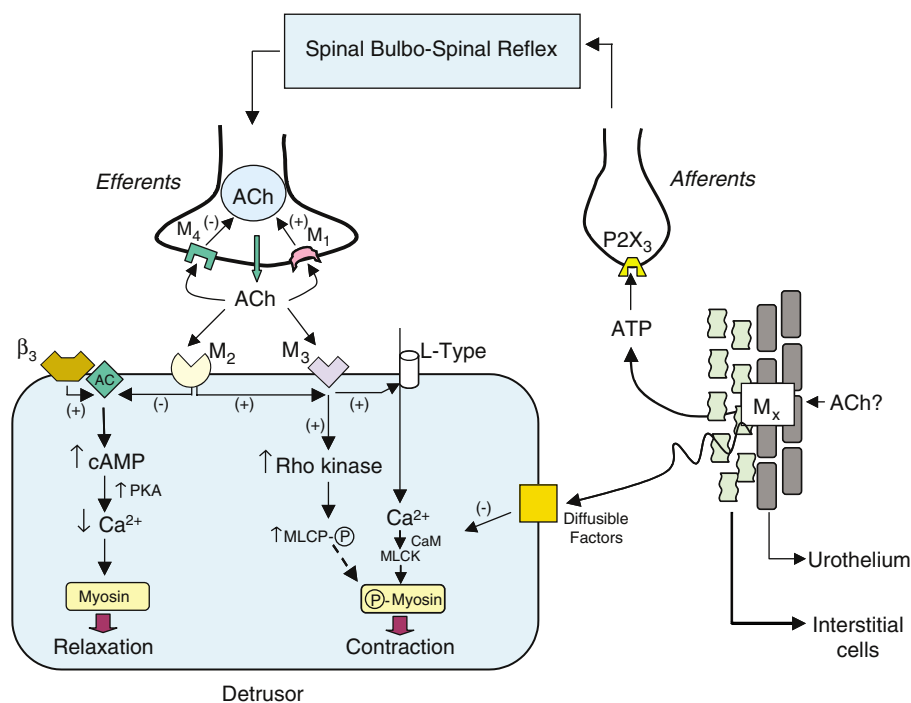 Spinal Bulbo-Spinal Reflex
Efferents
Afferents
ACh
(-)
(+)
M4
M1
P2X3
ACh
ATP
β3
M2
M3
L-Type
AC
Mx
ACh?
(+)
(-)
(+)
(+)
(+)
↑cAMP
↑Rho kinase
↑PKA
↓ Ca2+
↑MLCP-P
Ca2+
CaM
MLCK
(-)
Diffusible
Factors
Urothelium
Myosin
P-Myosin
Relaxation
Contraction
Interstitial
cells
Detrusor